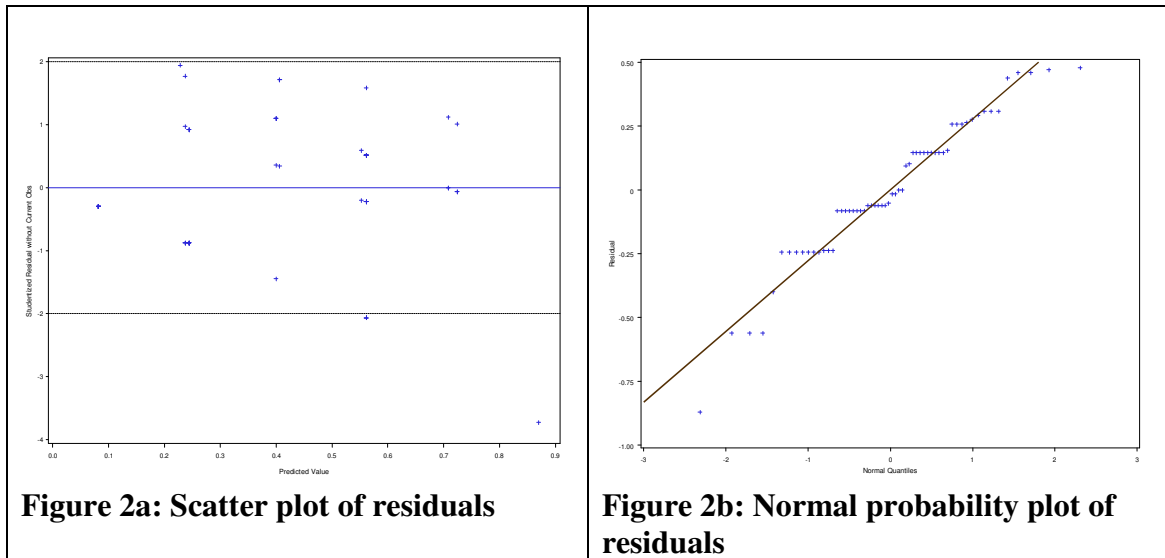 2
1
0
-1
-2
-3
-4
Studentized Residual without Current Obs
0.0 0.1 0.2 0.3 0.4 0.5 0.6 0.7 0.8 0.9
Predicted Value
Figure 2a: Scatter plot of residuals
0.50
0.25
0
-0.25
-0.50
-0.75
-1.00
Residual
-3 -2 -1 0 1 2 3
Normal Quantiles
Figure 2b: Normal probability plot of
residuals